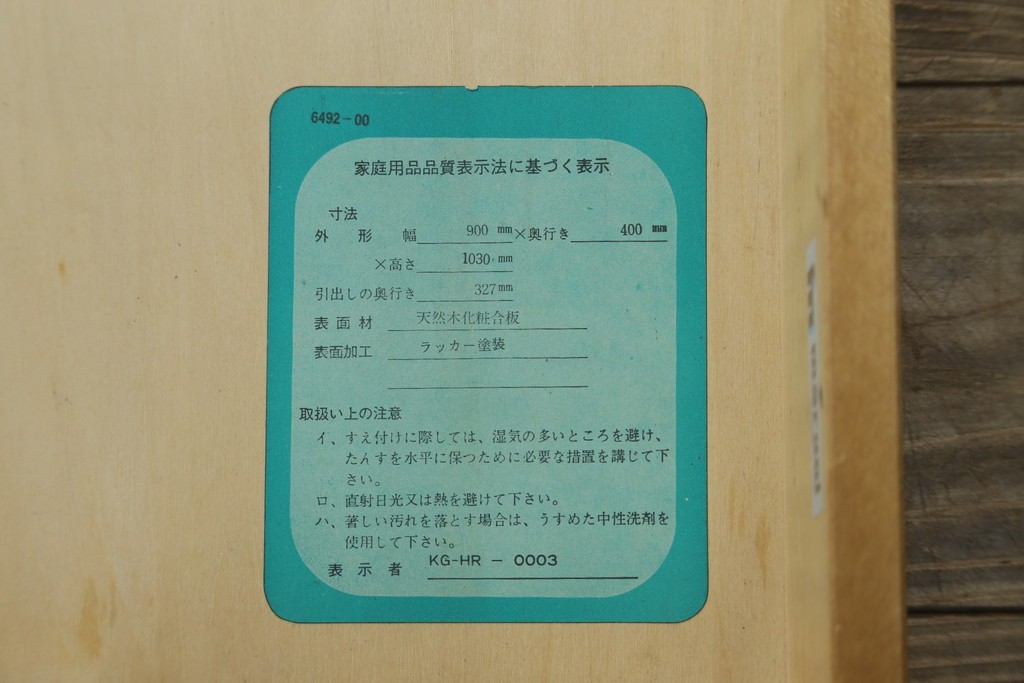 6492-00
家庭用品品質表示法に基づく表示
寸法
外形 幅 900 mm×奥行き 400 mm
×高さ 1030 mm
引出しの奥行き 327mm
表面材 天然木化粧合板
表面加工 ラッカー塗装
取扱い上の注意
イ、すえ付けに際しては、湿気の多いところを避け、
たんすを水平に保つために必要な措置を講じて下
さい。
ロ、直射日光又は熱を避けて下さい。
ハ、著しい汚れを落とす場合は、うすめた中性洗剤を
使用して下さい。
表示者 KG-HR-0003